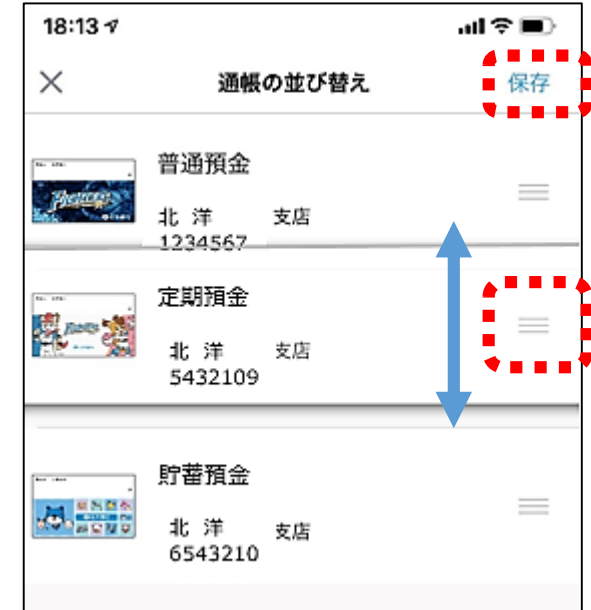 18:13
通帳の並び替え 保存
普通預金
北 洋 支店
1234567
定期預金
北 洋 支店
5432109
貯蓄預金
北 洋 支店
6543210